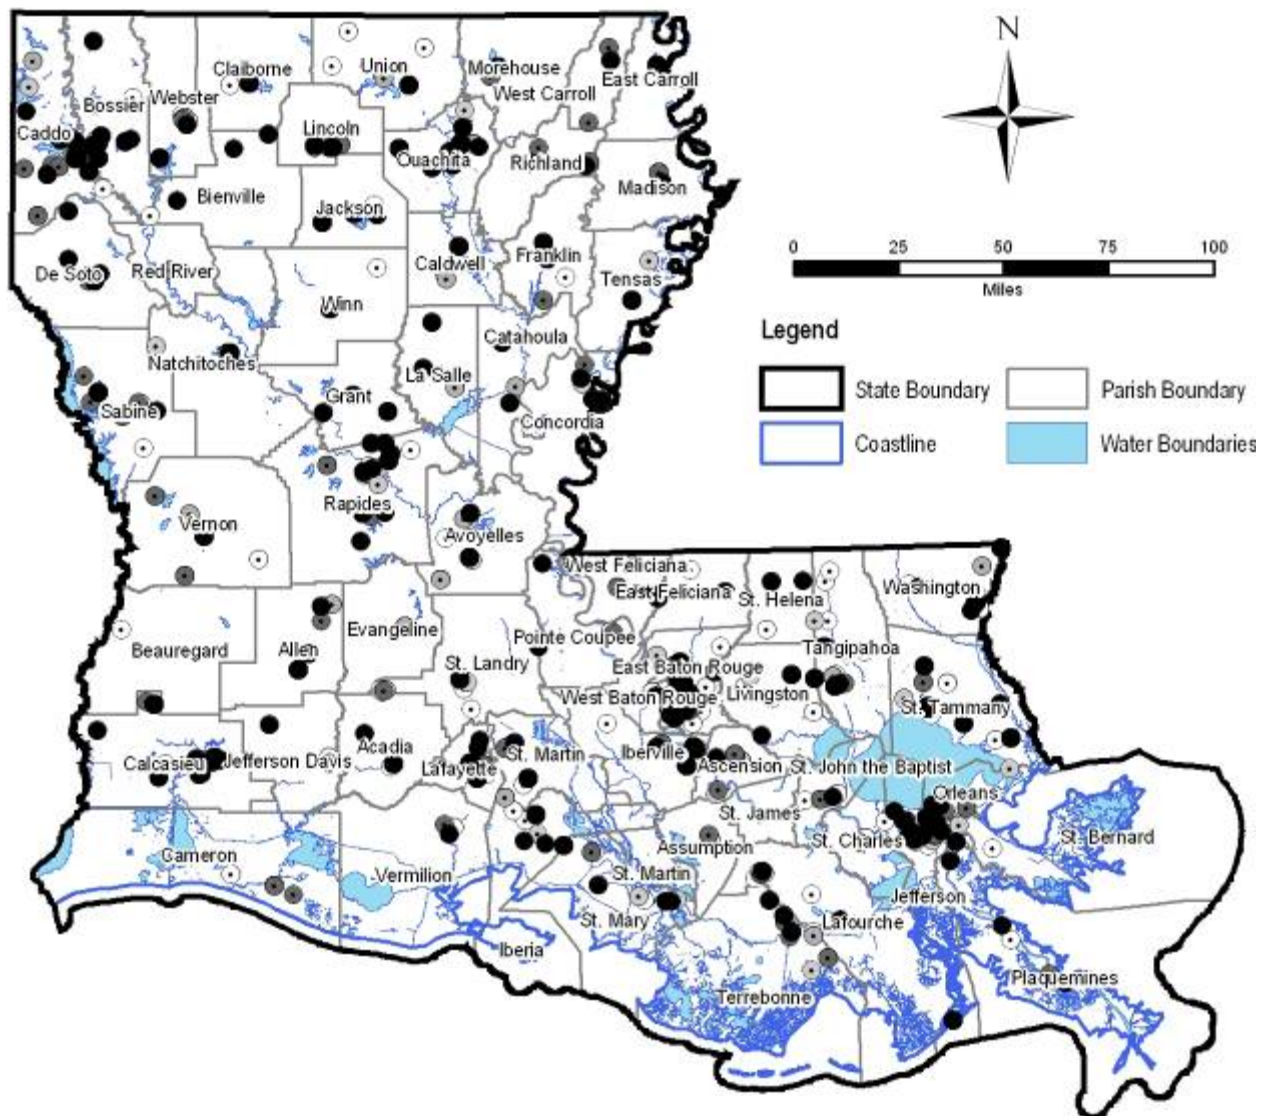 N
0 25 50 75 100
Miles
Legend
State Boundary
Parish Boundary
Coastline
Water Boundaries
Claiborne
Union
Morehouse
West Carroll
East Carroll
Bossier
Webster
Caddo
Lincoln
Ouachita
Richland
Madison
Bienville
Jackson
De Soto
Red River
Caldwell
Franklin
Tensas
Winn
Natchitoches
Catahoula
La Salle
Grant
Sabine
Concordia
Rapides
Vernon
Avoyelles
West Feliciana
East Feliciana
St. Helena
Washington
Beauregard
Allen
Evangeline
Pointe Coupee
Tangipahoa
St. Landry
East Baton Rouge
West Baton Rouge
Livingston
St. Tammany
Calcasieu
Jefferson Davis
Acadia
Lafayette
St. Martin
Iberville
Ascension
St. John the Baptist
Orleans
St. James
St. Charles
St. Bernard
Cameron
Vermilion
Assumption
St. Martin
Jefferson
St. Mary
Lafourche
Iberia
Terrebonne
Plaquemines